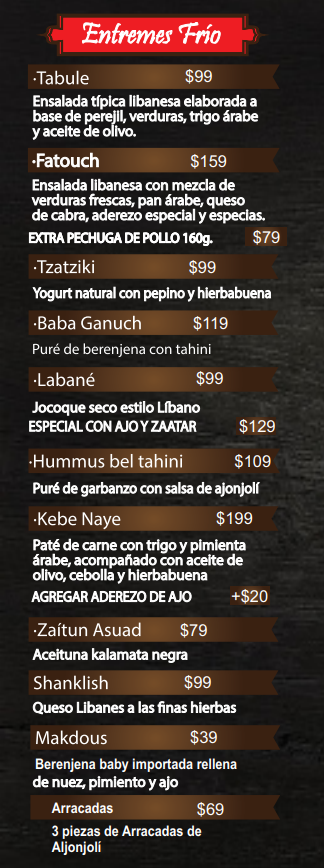 Entremes Frío
·Tabule $99
Ensalada típica libanesa elaborada a
base de perejil, verduras, trigo árabe
y aceite de olivo.
·Fatouch $159
Ensalada libanesa con mezcla de
verduras frescas, pan árabe, queso
de cabra, aderezo especial y especias.
EXTRA PECHUGA DE POLLO 160g. $79
·Tzatziki $99
Yogurt natural con pepino y hierbabuena
·Baba Ganuch $119
Puré de berenjena con tahini
·Labané $99
Jocoque seco estilo Líbano
ESPECIAL CON AJO Y ZAATAR $129
·Hummus bel tahini $109
Puré de garbanzo con salsa de ajonjolí
·Kebe Naye $199
Paté de carne con trigo y pimienta
árabe, acompañado con aceite de
olivo, cebolla y hierbabuena
AGREGAR ADEREZO DE AJO +$20
·Zaítun Asuad $79
Aceituna kalamata negra
Shanklish $99
Queso Libanes a las finas hierbas
Makdous $39
Berenjena baby importada rellena
de nuez, pimiento y ajo
Arracadas $69
3 piezas de Arracadas de
Aljonjolí